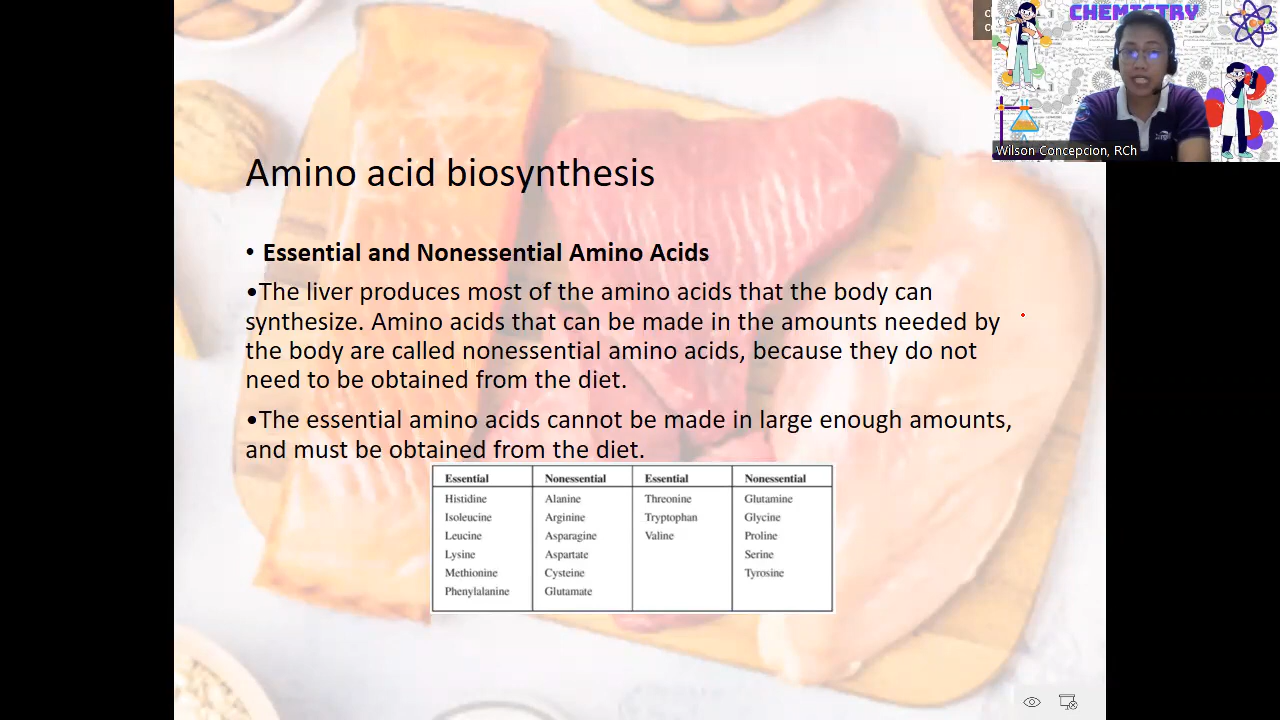 CHEMISTRY
Wilson Concepcion, RCh
Amino acid biosynthesis
• Essential and Nonessential Amino Acids
•The liver produces most of the amino acids that the body can
synthesize. Amino acids that can be made in the amounts needed by
the body are called nonessential amino acids, because they do not
need to be obtained from the diet.
•The essential amino acids cannot be made in large enough amounts,
and must be obtained from the diet.
Essential Nonessential Essential Nonessential
Histidine Alanine Threonine Glutamine
Isoleucine Arginine Tryptophan Glycine
Leucine Asparagine Valine Proline
Lysine Aspartate Serine
Methionine Cysteine Tyrosine
Phenylalanine Glutamate